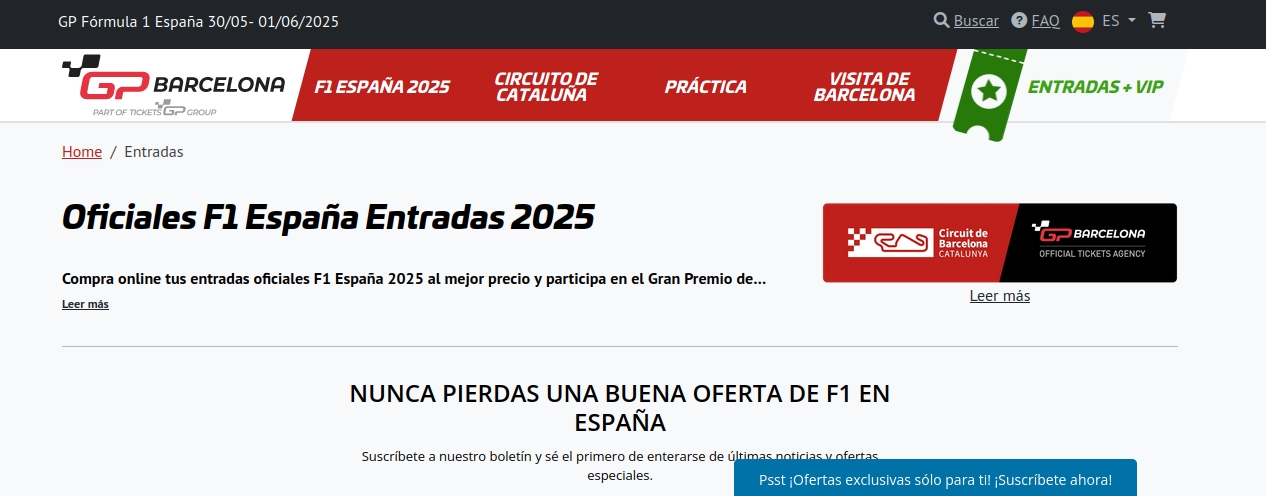 GP Fórmula 1 España 30/05- 01/06/2025
Buscar
FAQ
ES
GP BARCELONA
PART OF TICKETSGP GROUP
F1 ESPAÑA 2025
CIRCUITO DE
CATALUÑA
PRÁCTICA
VISITA DE
BARCELONA
ENTRADAS + VIP
Home / Entradas
Oficiales F1 España Entradas 2025
Circuit de
Barcelona
CATALUNYA
GP BARCELONA
OFFICIAL TICKETS AGENCY
Compra online tus entradas oficiales F1 España 2025 al mejor precio y participa en el Gran Premio de...
Leer más
Leer más
NUNCA PIERDAS UNA BUENA OFERTA DE F1 EN
ESPAÑA
Suscríbete a nuestro boletín y sé el primero de enterarse de últimas noticias y ofertas
especiales.
Psst ¡Ofertas exclusivas sólo para ti! ¡Suscríbete ahora!